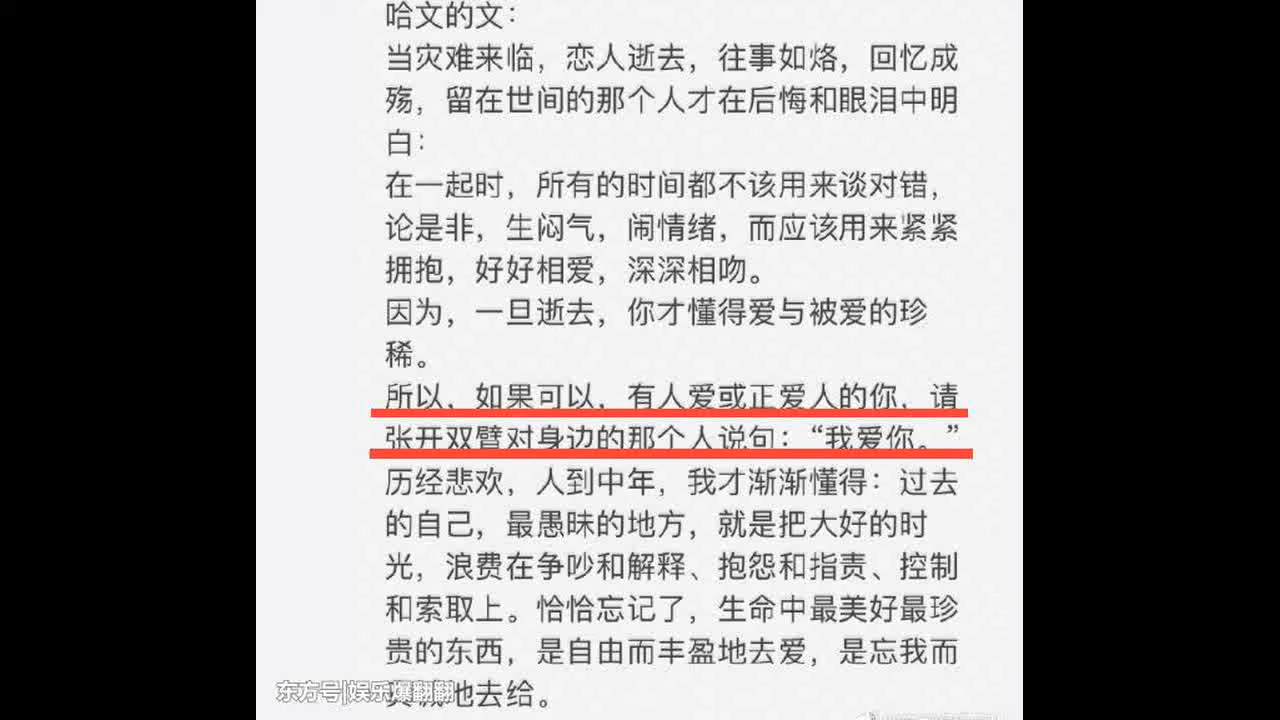 哈文的文：
当灾难来临，恋人逝去，往事如烙，回忆成
殇，留在世间的那个人才在后悔和眼泪中明
白：
在一起时，所有的时间都不该用来谈对错，
论是非，生闷气，闹情绪，而应该用来紧紧
拥抱，好好相爱，深深相吻。
因为，一旦逝去，你才懂得爱与被爱的珍
稀。
所以，如果可以，有人爱或正爱人的你，请
张开双臂对身边的那个人说句：“我爱你。”
历经悲欢，人到中年，我才渐渐懂得：过去
的自己，最愚昧的地方，就是把大好的时
光，浪费在争吵和解释、抱怨和指责、控制
和索取上。恰恰忘记了，生命中最美好最珍
贵的东西，是自由而丰盈地去爱，是忘我而
地去给。
东方号|娱乐爆翻翻